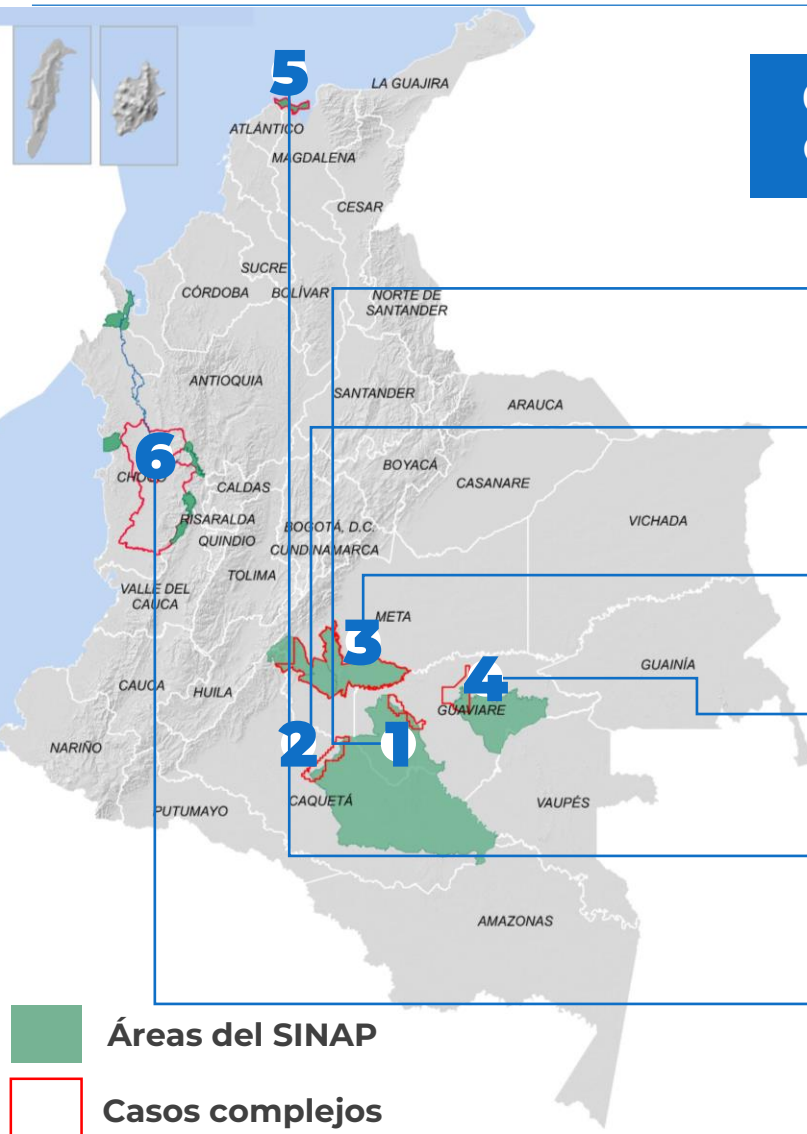 5
LA GUAJIRA
ATLÁNTICO
MAGDALENA
CESAR
SUCRE
CÓRDOBA
BOLÍVAR
NORTE DE
SANTANDER
ANTIOQUIA
SANTANDER
ARAUCA
6
CHOCÓ
BOYACÁ
CALDAS
CASANARE
RISARALDA
BOGOTÁ, D.C.
VICHADA
QUINDIO
CUNDINAMARCA
TOLIMA
VALLE DEL
CAUCA
META
3
GUAINÍA
4
CAUCA
HUILA
GUAVIARE
NARIÑO
2
1
CAQUETÁ
VAUPÉS
PUTUMAYO
AMAZONAS
Áreas del SINAP
Casos complejos